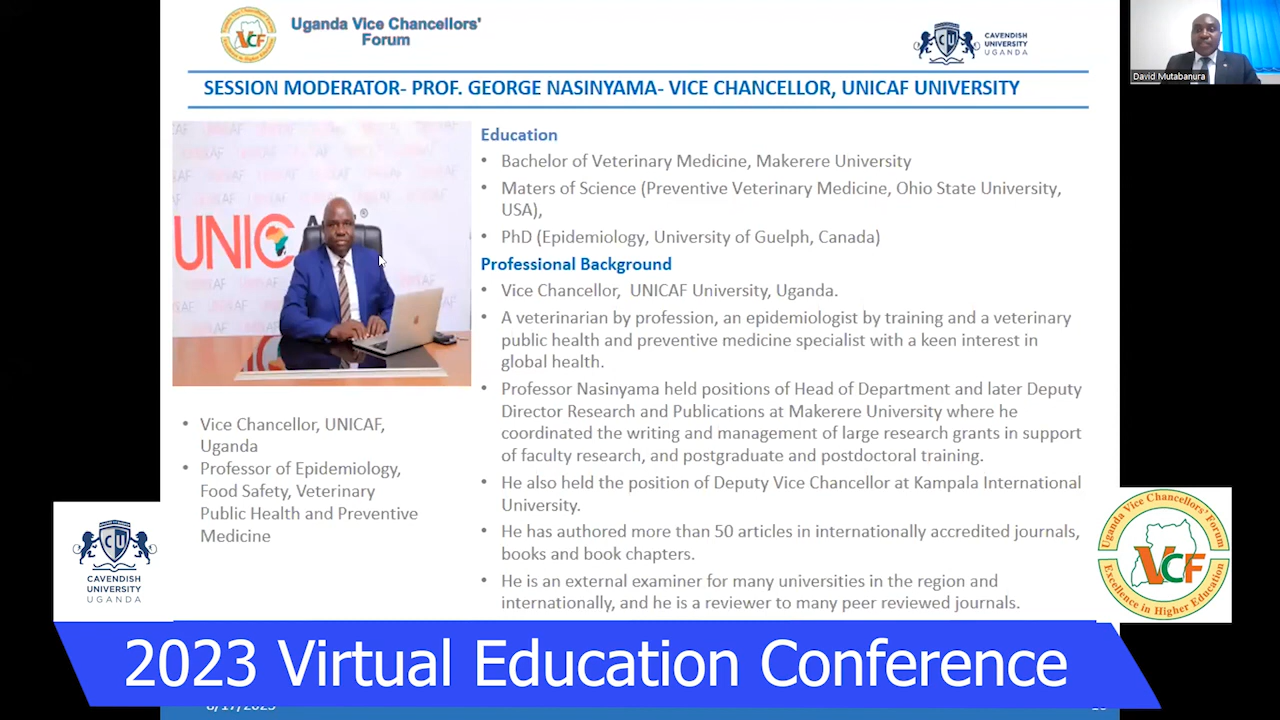 Uganda Vice Chancellors'
Forum
VCF
CU
CAVENDISH
UNIVERSITY
UGANDA
David Mutabanura
SESSION MODERATOR- PROF. GEORGE NASINYAMA- VICE CHANCELLOR, UNICAF UNIVERSITY
UNIC
Education
• Bachelor of Veterinary Medicine, Makerere University
• Maters of Science (Preventive Veterinary Medicine, Ohio State University,
USA),
• PhD (Epidemiology, University of Guelph, Canada)
Professional Background
• Vice Chancellor, UNICAF University, Uganda.
• A veterinarian by profession, an epidemiologist by training and a veterinary
public health and preventive medicine specialist with a keen interest in
global health.
• Professor Nasinyama held positions of Head of Department and later Deputy
Director Research and Publications at Makerere University where he
coordinated the writing and management of large research grants in support
of faculty research, and postgraduate and postdoctoral training.
• He also held the position of Deputy Vice Chancellor at Kampala International
University.
• He has authored more than 50 articles in internationally accredited journals,
books and book chapters.
• He is an external examiner for many universities in the region and
internationally, and he is a reviewer to many peer reviewed journals.
• Vice Chancellor, UNICAF,
Uganda
• Professor of Epidemiology,
Food Safety, Veterinary
Public Health and Preventive
Medicine
CU
CAVENDISH
UNIVERSITY
UGANDA
Uganda Vice Chancellors' Forum
VCF
Excellence in Higher Education
2023 Virtual Education Conference